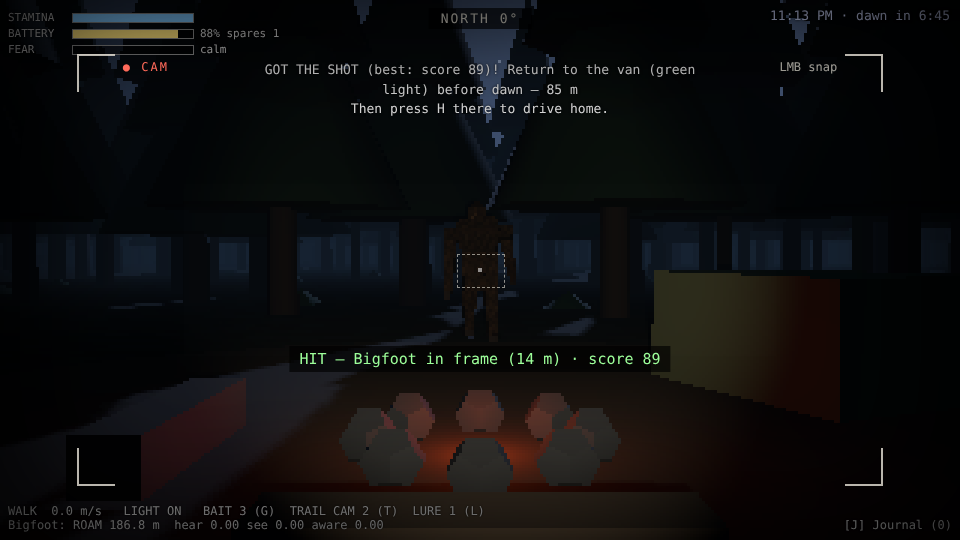 STAMINA
BATTERY 88% spares 1
FEAR calm
● CAM
NORTH 0°
11:13 PM · dawn in 6:45
LMB snap
GOT THE SHOT (best: score 89)! Return to the van (green
light) before dawn — 85 m
Then press H there to drive home.
HIT — Bigfoot in frame (14 m) · score 89
WALK 0.0 m/s LIGHT ON BAIT 3 (G) TRAIL CAM 2 (T) LURE 1 (L)
Bigfoot: ROAM 186.8 m hear 0.00 see 0.00 aware 0.00
[J] Journal (0)